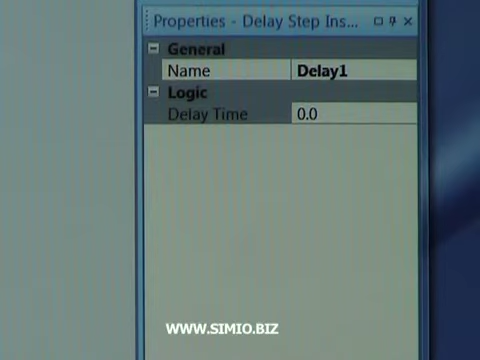 Properties - Delay Step Ins...
General
Name Delay1
Logic
Delay Time 0.0
WWW.SIMIO.BIZ